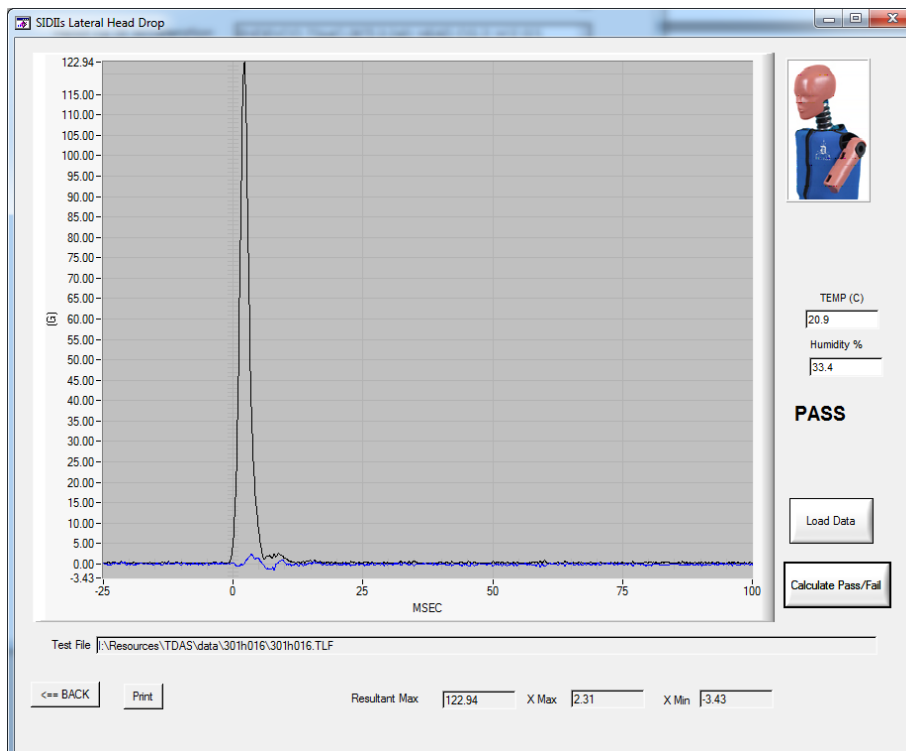 SIDIIs Lateral Head Drop
122.94
115.00
110.00
105.00
100.00
95.00
90.00
85.00
80.00
75.00
70.00
65.00
60.00
55.00
50.00
45.00
40.00
35.00
30.00
25.00
20.00
15.00
10.00
5.00
0.00
-3.43
(G)
-25 0 25 50 75 100
MSEC
TEMP (C)
20.9
Humidity %
33.4
PASS
Load Data
Calculate Pass/Fail
Test File I:\Resources\TDAS\data\301h016\301h016.TLF
<== BACK Print Resultant Max 122.94 X Max 2.31 X Min -3.43